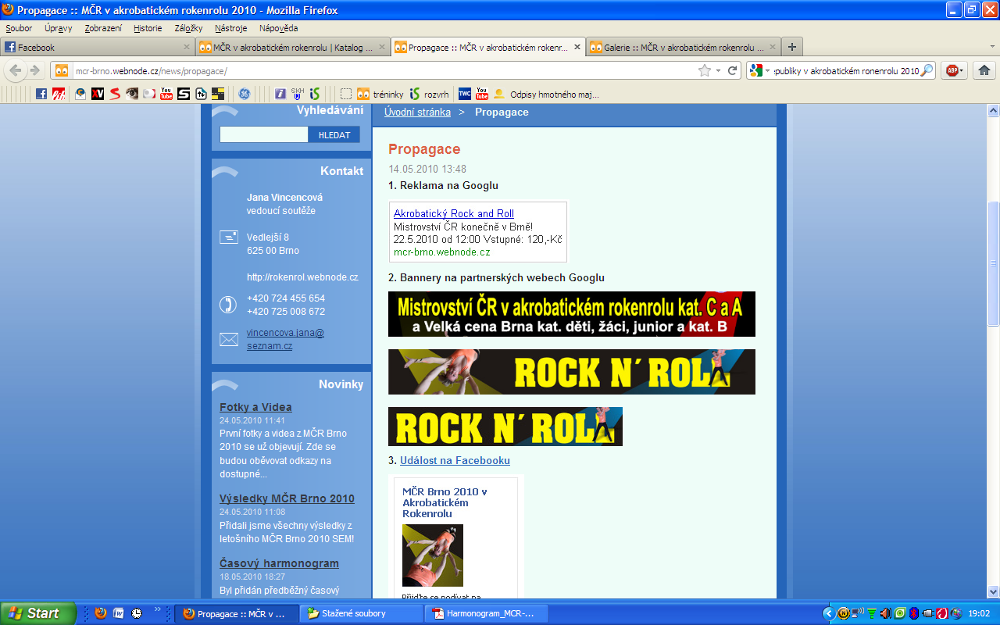 Propagace :: MČR v akrobatickém rokenrolu 2010 - Mozilla Firefox
Soubor Úpravy Zobrazení Historie Záložky Nástroje Nápověda
Facebook
MČR v akrobatickém rokenrolu | Katalog ...
Propagace :: MČR v akrobatickém rokenr...
Galerie :: MČR v akrobatickém rokenrolu ...
mcr-brno.webnode.cz/news/propagace/
:publiky v akrobatickém ronenrolu 2010
ABP
tréninky
rozvrh
TWC
Odpisy hmotného maj...
Vyhledávání
HLEDAT
Kontakt
Jana Vincencová
vedoucí soutěže
Vedlejší 8
625 00 Brno
http://rokenrol.webnode.cz
+420 724 455 654
+420 725 008 672
vincencova.jana@
seznam.cz
Novinky
Fotky a Videa
24.05.2010 11:41
První fotky a videa z MČR Brno
2010 se už objevují. Zde se
budou oběvovat odkazy na
dostupné...
Výsledky MČR Brno 2010
24.05.2010 11:08
Přidali jsme všechny výsledky z
letošního MČR Brno 2010 SEM!
Časový harmonogram
18.05.2010 18:27
Byl přidán předběžný časový
Úvodní stránka > Propagace
Propagace
14.05.2010 13:48
1. Reklama na Googlu
Akrobatický Rock and Roll
Mistrovství ČR konečně v Brně!
22.5.2010 od 12:00 Vstupné: 120,-Kč
mcr-brno.webnode.cz
2. Bannery na partnerských webech Googlu
Mistrovství ČR v akrobatickém rokenrolu kat. C a A
a Velká cena Brna kat. děti, žáci, junior a kat. B
ROCK N´ ROLL
ROCK N´ ROLL
3. Událost na Facebooku
MČR Brno 2010 v
Akrobatickém
Rokenrolu
Přijďte se podívat na
Start
Propagace :: MČR v ...
Stažené soubory
Harmonogram_MCR-...
19:02